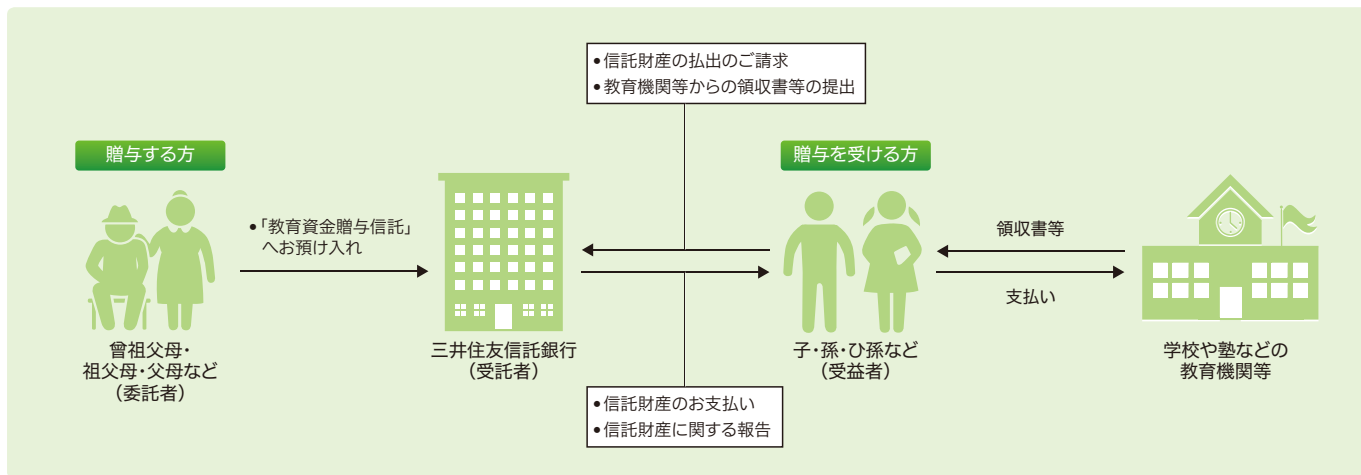 • 信託財産の払出のご請求
• 教育機関等からの領収書等の提出
贈与する方
贈与を受ける方
• 「教育資金贈与信託」
へお預け入れ
領収書等
支払い
曾祖父母・
祖父母・父母など
（委託者）
三井住友信託銀行
（受託者）
子・孫・ひ孫など
（受益者）
学校や塾などの
教育機関等
• 信託財産のお支払い
• 信託財産に関する報告